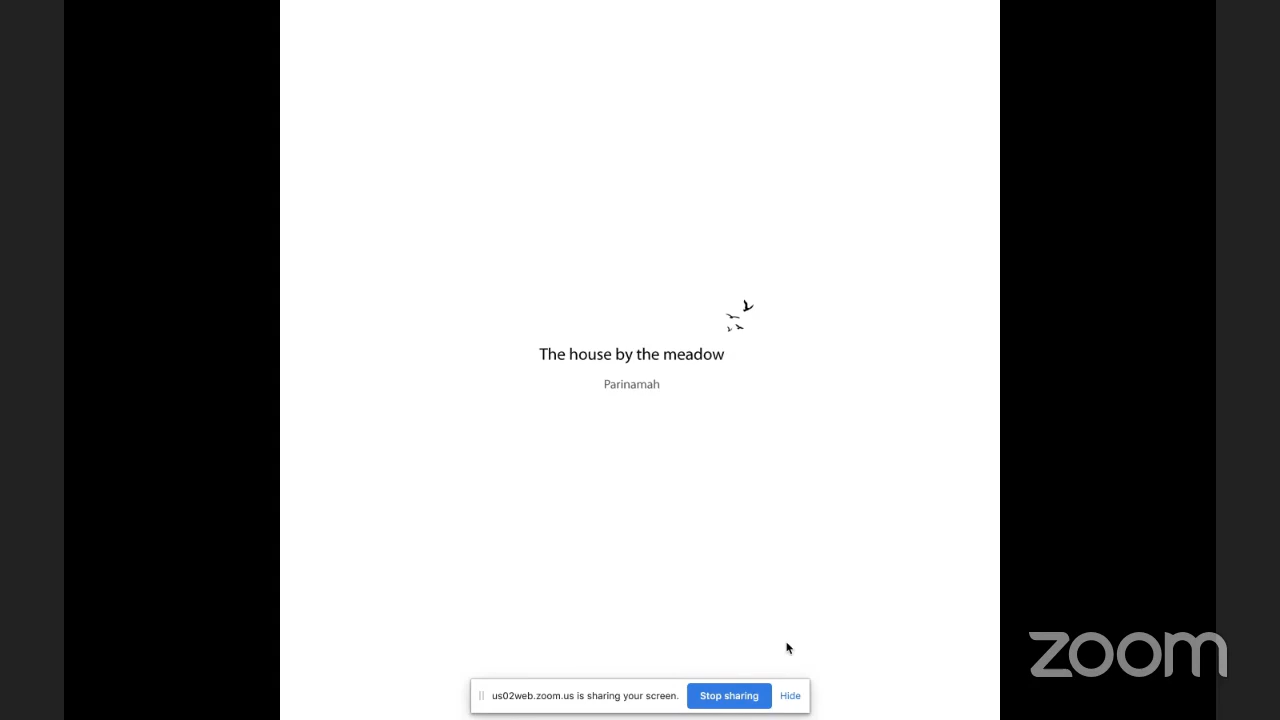 The house by the meadow
Parinamah
zoom
us02web.zoom.us is sharing your screen.
Stop sharing
Hide